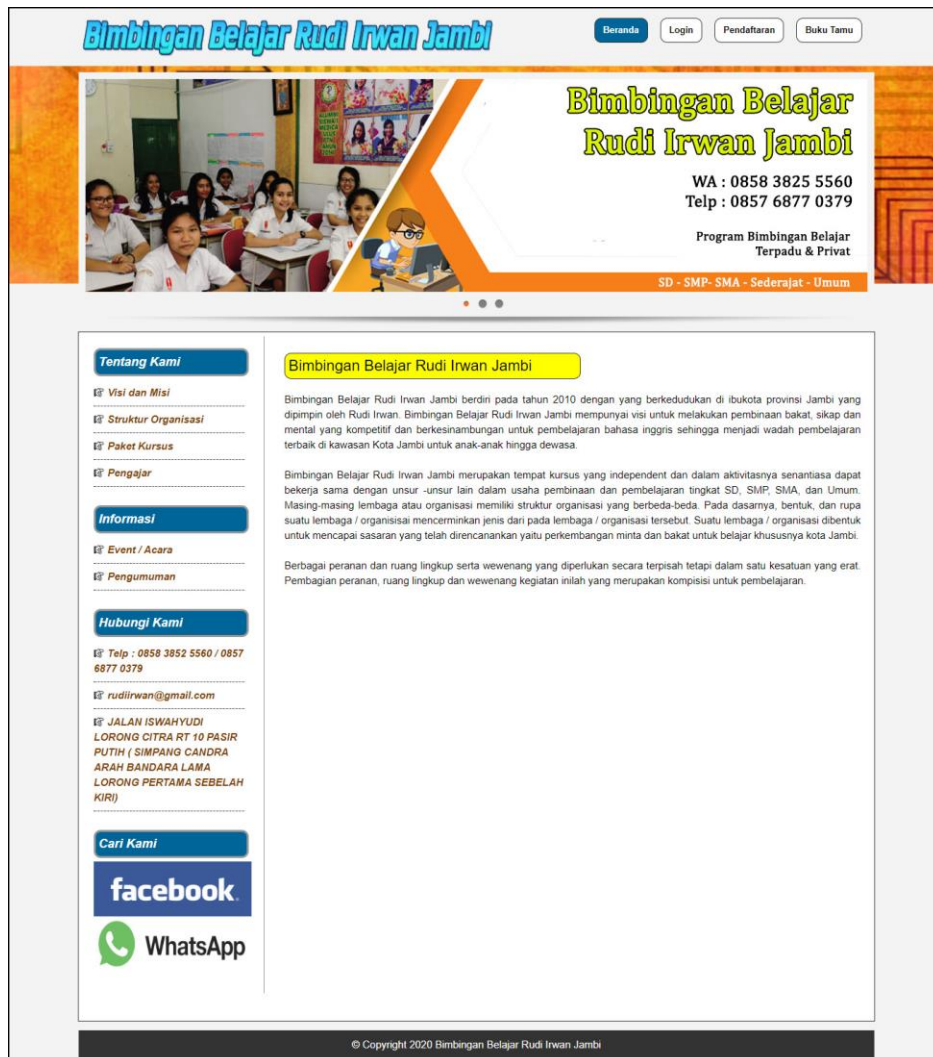 Bimbingan Belajar Rudi Irwan Jambi
Beranda
Login
Pendaftaran
Buku Tamu
Bimbingan Belajar
Rudi Irwan Jambi
WA : 0858 3825 5560
Telp : 0857 6877 0379
Program Bimbingan Belajar
Terpadu & Privat
SD - SMP- SMA - Sederajat - Umum
Tentang Kami
Visi dan Misi
Struktur Organisasi
Paket Kursus
Pengajar
Informasi
Event / Acara
Pengumuman
Hubungi Kami
Telp : 0858 3852 5560 / 0857
6877 0379
rudiirwan@gmail.com
JALAN ISWAHYUDI
LORONG CITRA RT 10 PASIR
PUTIH ( SIMPANG CANDRA
ARAH BANDARA LAMA
LORONG PERTAMA SEBELAH
KIRI)
Cari Kami
facebook
WhatsApp
Bimbingan Belajar Rudi Irwan Jambi
Bimbingan Belajar Rudi Irwan Jambi berdiri pada tahun 2010 dengan yang berkedudukan di ibukota provinsi Jambi yang
dipimpin oleh Rudi Irwan. Bimbingan Belajar Rudi Irwan Jambi mempunyai visi untuk melakukan pembinaan bakat, sikap dan
mental yang kompetitif dan berkesinambungan untuk pembelajaran bahasa inggris sehingga menjadi wadah pembelajaran
terbaik di kawasan Kota Jambi untuk anak-anak hingga dewasa.
Bimbingan Belajar Rudi Irwan Jambi merupakan tempat kursus yang independent dan dalam aktivitasnya senantiasa dapat
bekerja sama dengan unsur -unsur lain dalam usaha pembinaan dan pembelajaran tingkat SD, SMP, SMA, dan Umum.
Masing-masing lembaga atau organisasi memiliki struktur organisasi yang berbeda-beda. Pada dasarnya, bentuk, dan rupa
suatu lembaga / organisisai mencerminkan jenis dari pada lembaga / organisasi tersebut. Suatu lembaga / organisasi dibentuk
untuk mencapai sasaran yang telah direncanankan yaitu perkembangan minta dan bakat untuk belajar khususnya kota Jambi.
Berbagai peranan dan ruang lingkup serta wewenang yang diperlukan secara terpisah tetapi dalam satu kesatuan yang erat.
Pembagian peranan, ruang lingkup dan wewenang kegiatan inilah yang merupakan kompisisi untuk pembelajaran.
© Copyright 2020 Bimbingan Belajar Rudi Irwan Jambi